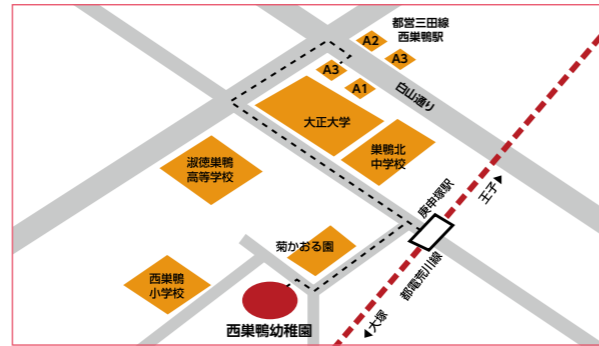 都営三田線
西巣鴨駅
A2
A3
A3
A1
白山通り
大正大学
巣鴨北
中学校
淑徳巣鴨
高等学校
庚申塚駅
王子▶
菊かおる園
西巣鴨
小学校
都電荒川線
◀大塚
西巣鴨幼稚園